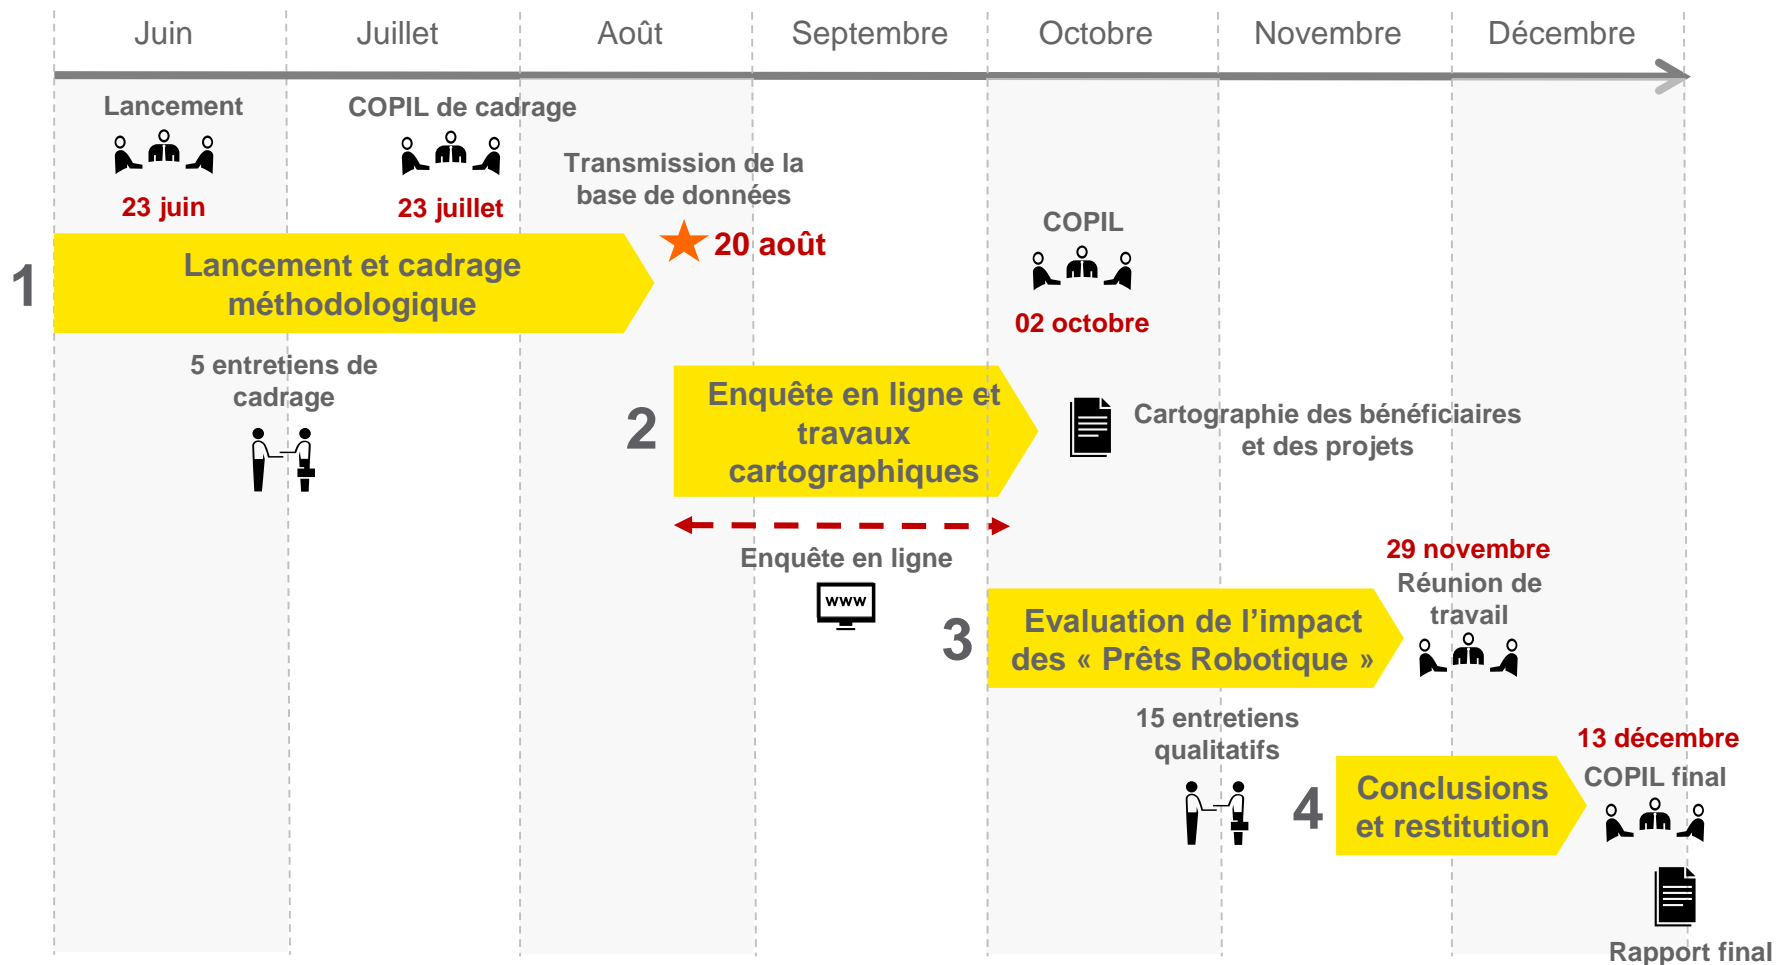 Juin
Juillet
Août
Septembre
Octobre
Novembre
Décembre
Lancement
23 juin
COPIL de cadrage
23 juillet
Transmission de la
base de données
20 août
COPIL
02 octobre
1
Lancement et cadrage
méthodologique
5 entretiens de
cadrage
2
Enquête en ligne et
travaux
cartographiques
Cartographie des bénéficiaires
et des projets
Enquête en ligne
www
29 novembre
Réunion de
travail
3
Evaluation de l’impact
des « Prêts Robotique »
15 entretiens
qualitatifs
13 décembre
COPIL final
4
Conclusions
et restitution
Rapport final